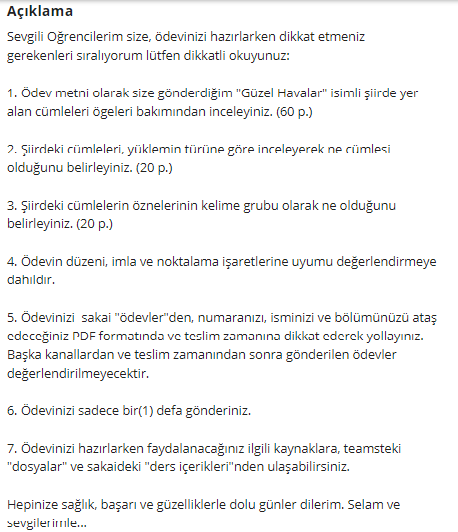 Açıklama
Sevgili Öğrencilerim size, ödevinizi hazırlarken dikkat etmeniz
gerekenleri sıralıyorum lütfen dikkatli okuyunuz:
1. Ödev metni olarak size gönderdiğim "Güzel Havalar" isimli şiirde yer
alan cümleleri ögeleri bakımından inceleyiniz. (60 p.)
2. Şiirdeki cümleleri, yüklemin türüne göre inceleyerek ne cümlesi
olduğunu belirleyiniz. (20 p.)
3. Şiirdeki cümlelerin öznelerinin kelime grubu olarak ne olduğunu
belirleyiniz. (20 p.)
4. Ödevin düzeni, imla ve noktalama işaretlerine uyumu değerlendirmeye
dahildır.
5. Ödevinizi  sakai "ödevler"den, numaranızı, isminizi ve bölümünüzü ataş
edeceğiniz PDF formatında ve teslim zamanına dikkat ederek yollayınız.
Başka kanallardan ve teslim zamanından sonra gönderilen ödevler
değerlendirilmeyecektir.
6. Ödevinizi sadece bir(1) defa gönderiniz.
7. Ödevinizi hazırlarken faydalanacağınız ilgili kaynaklara, teamsteki
"dosyalar" ve sakaideki "ders içerikleri"nden ulaşabilirsiniz.
Hepinize sağlık, başarı ve güzelliklerle dolu günler dilerim. Selam ve
sevgilerimle...